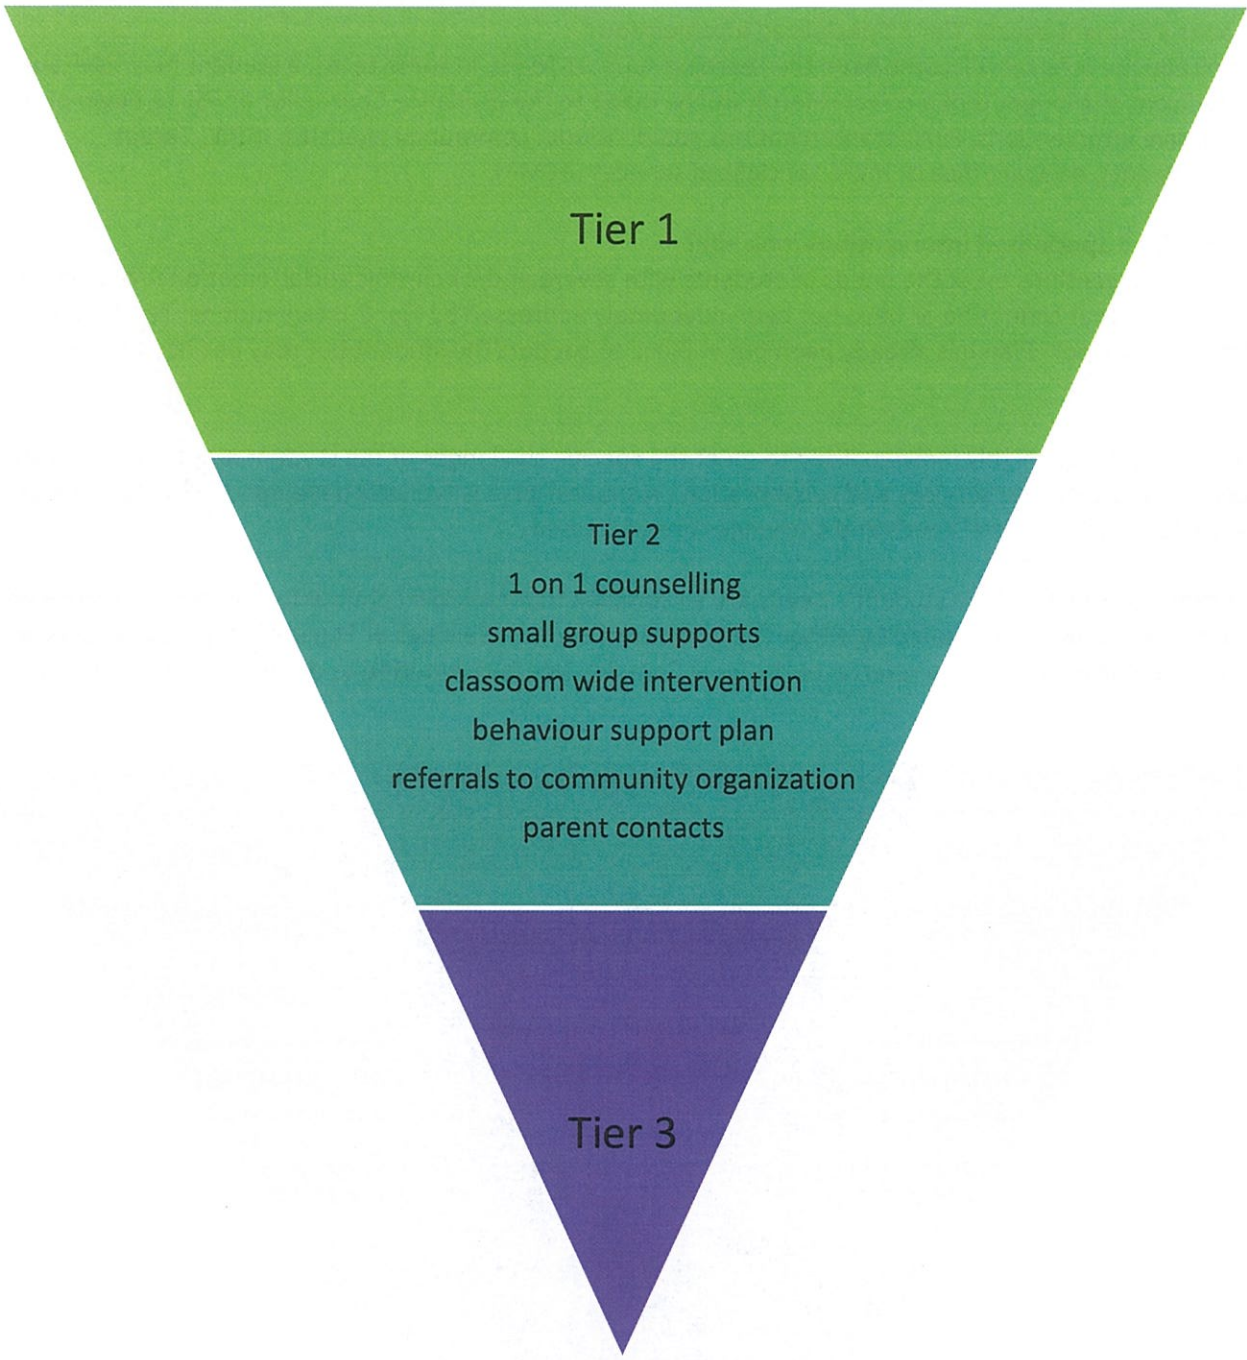 Tier 1
Tier 2
1 on 1 counselling
small group supports
classoom wide intervention
behaviour support plan
referrals to community organization
parent contacts
Tier 3